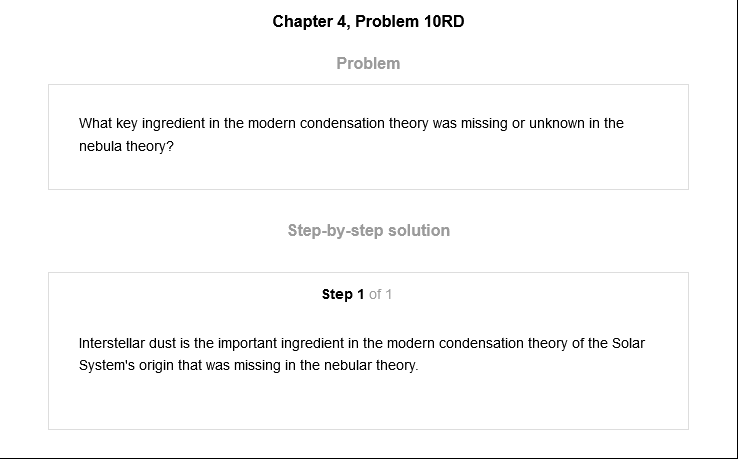 Chapter 4, Problem 10RD
Problem
What key ingredient in the modern condensation theory was missing or unknown in the
nebula theory?
Step-by-step solution
Step 1 of 1
Interstellar dust is the important ingredient in the modern condensation theory of the Solar
System's origin that was missing in the nebular theory.